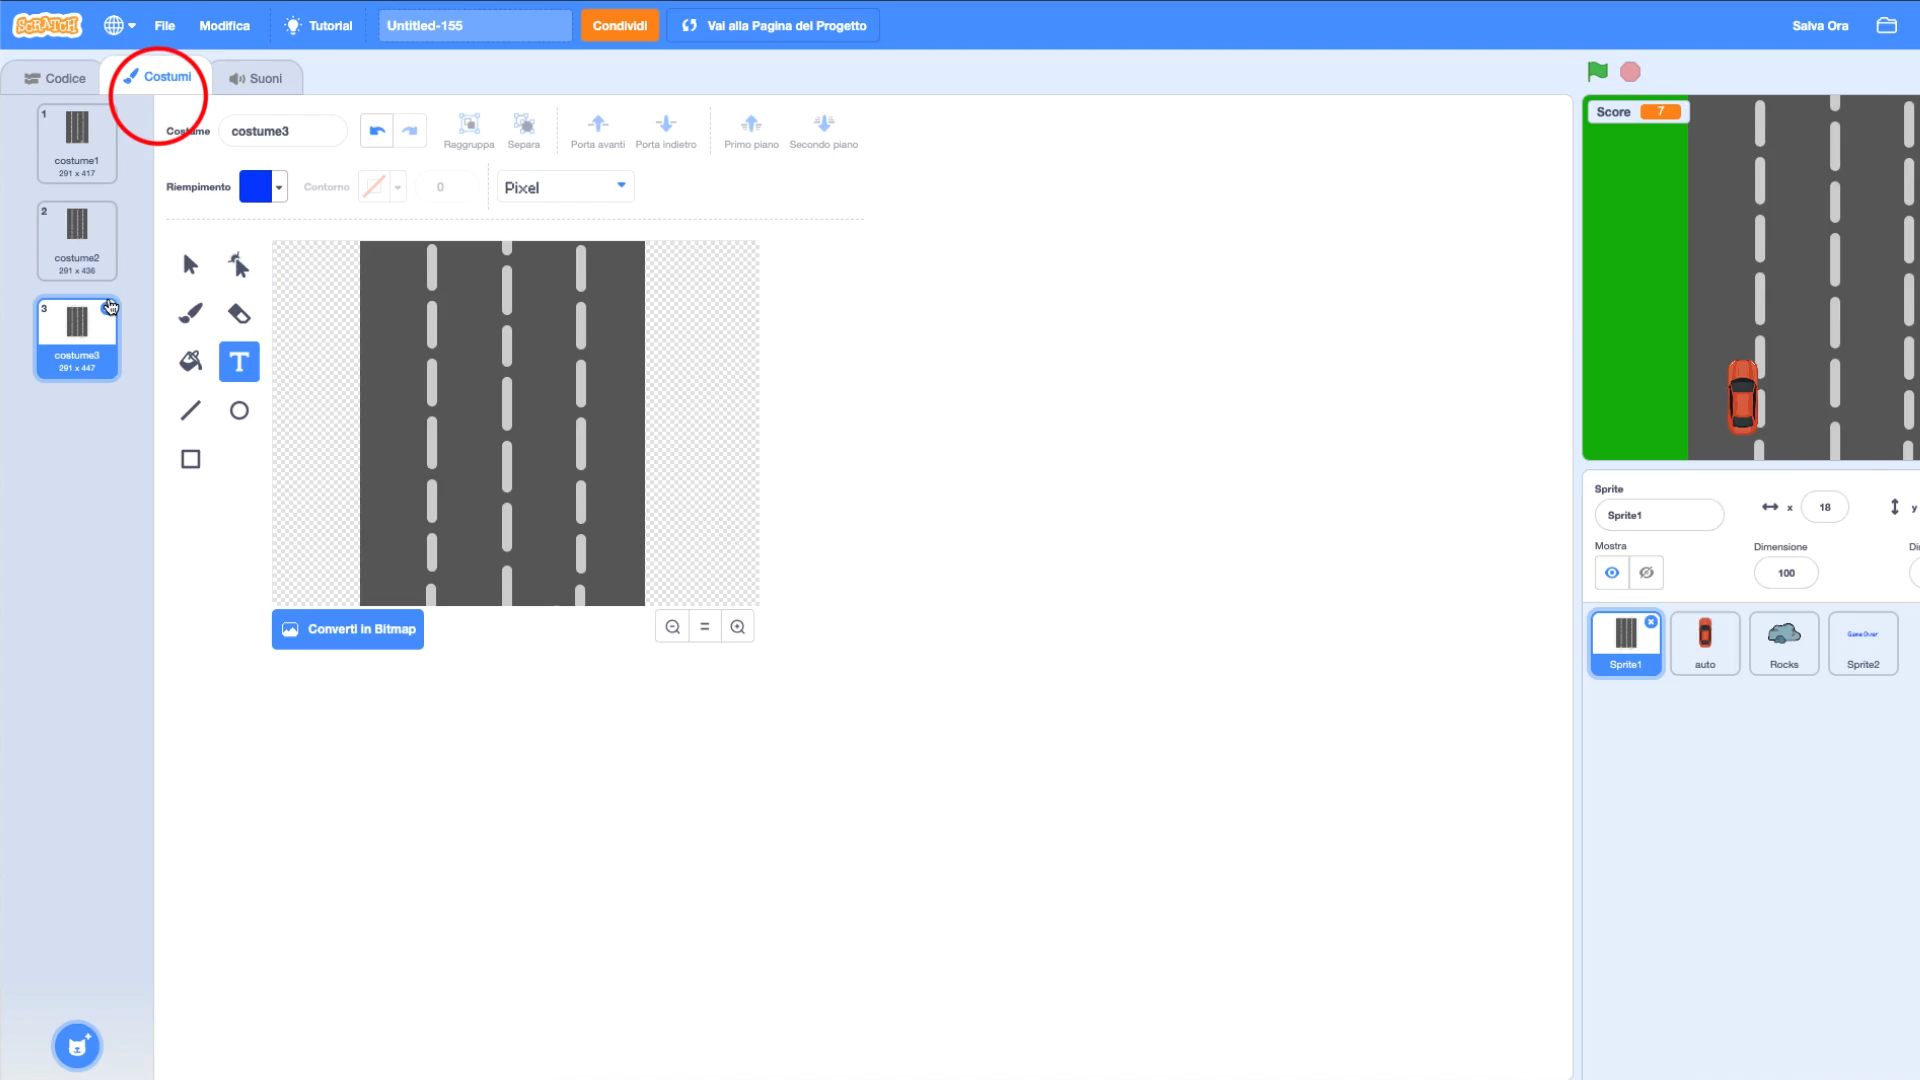 SCRATCH File Modifica Tutorial Untitled-155 Condividi Vai alla Pagina del Progetto Salva Ora
Codice Costumi Suoni
1
costume1
291 x 417
2
costume2
291 x 436
3
costume3
291 x 447
Costume costume3 Raggruppa Separa Porta avanti Porta indietro Primo piano Secondo piano
Riempimento Contorno 0 Pixel
T
Converti in Bitmap
Score 7
Sprite
Sprite1 x 18 y
Mostra Dimensione
100
Sprite1 auto Rocks Game Over Sprite2